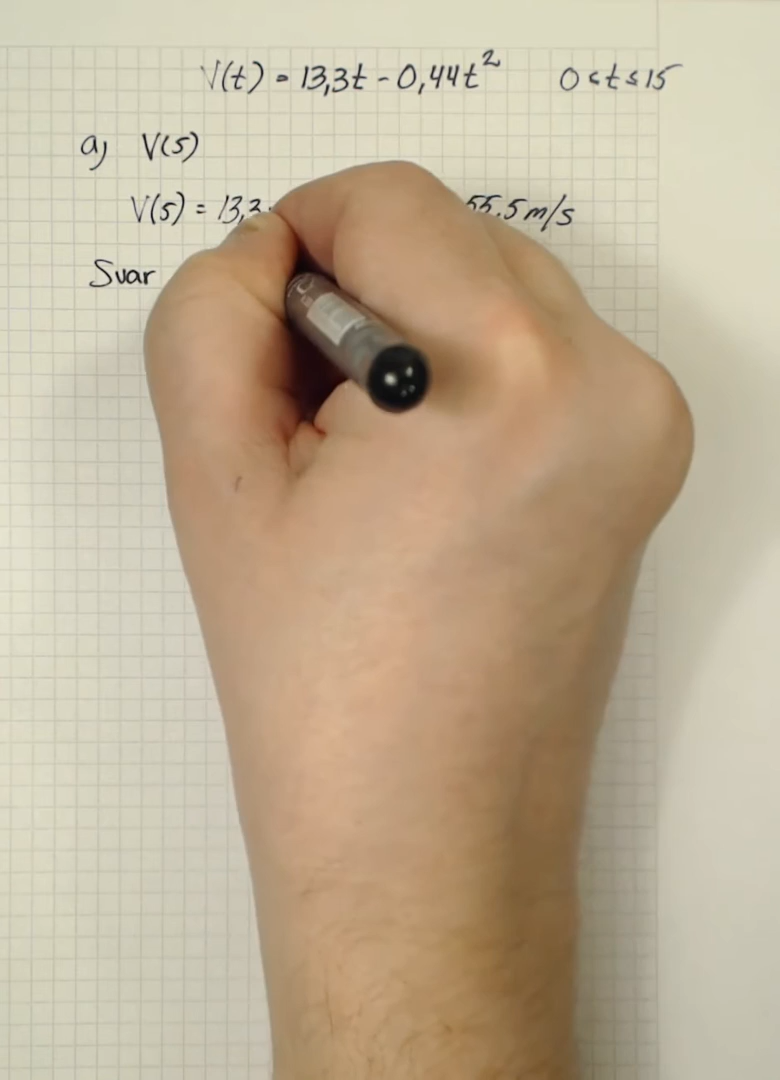 V(t) = 13,3t - 0,44t²   0 ≤ t ≤ 15
a) V(5)
V(5) = 13,3 55,5 m/s
Svar